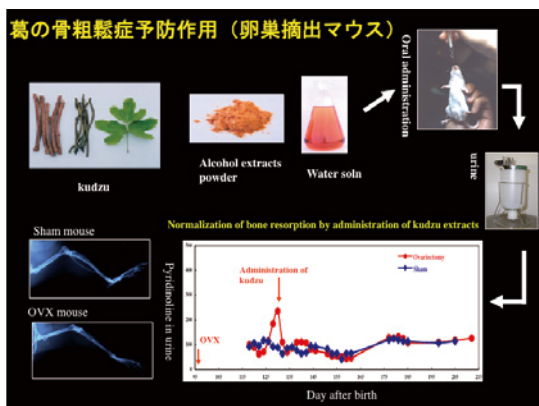 葛の骨粗鬆症予防作用（卵巣摘出マウス）
Oral administration
kudzu
Alcohol extracts
powder
Water soln
urine
Normalization of bone resorption by administration of kudzu extracts
Sham mouse
OVX mouse
Pyridinoline in urine
Administration of
kudzu
Ovariectomy
Sham
OVX
Day after birth